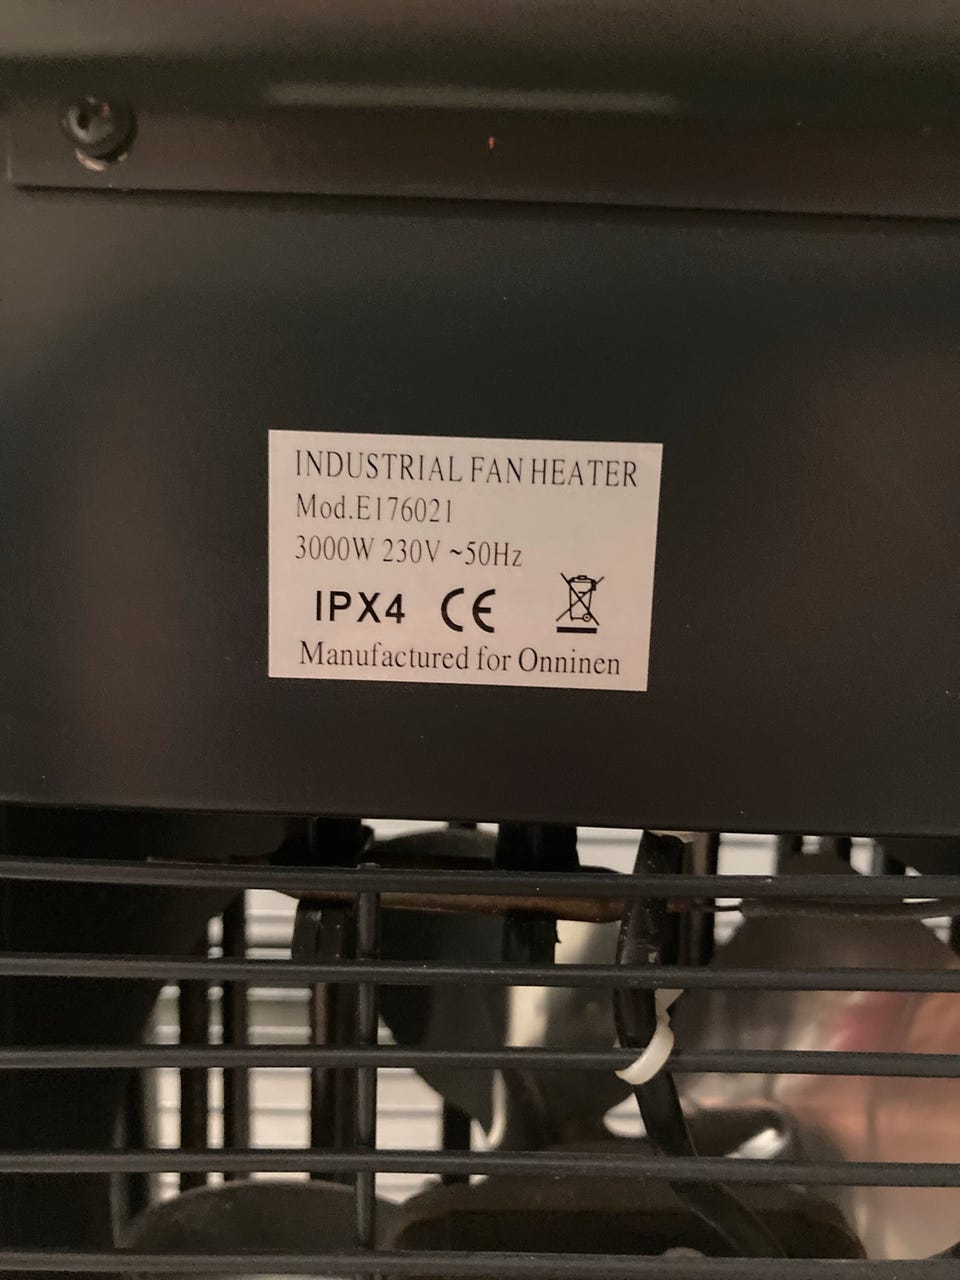 INDUSTRIAL FAN HEATER
Mod.E176021
3000W 230V ~50Hz
IPX4 CE
Manufactured for Onninen